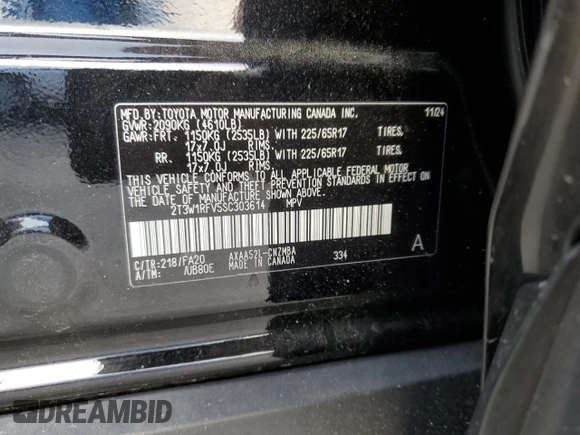 MFD.BY:TOYOTA MOTOR MANUFACTURING CANADA INC. 11/24
GVWR:2090KG (4610LB)
GAWR:FRT. 1150KG (2535LB) WITH 225/65R17 TIRES,
17x7.0J RIMS,
RR. 1150KG (2535LB) WITH 225/65R17 TIRES,
17x7.0J RIMS.
THIS VEHICLE CONFORMS TO ALL APPLICABLE FEDERAL MOTOR
VEHICLE SAFETY AND THEFT PREVENTION STANDARDS IN EFFECT
ON THE DATE OF MANUFACTURE SHOWN ABOVE.
2T3W1RFV5SC303614 MPV
C/TR:218/FA20 AXAA52L-CNZMBA 334 A
A/TM: /UB80E MADE IN CANADA
DREAMBID